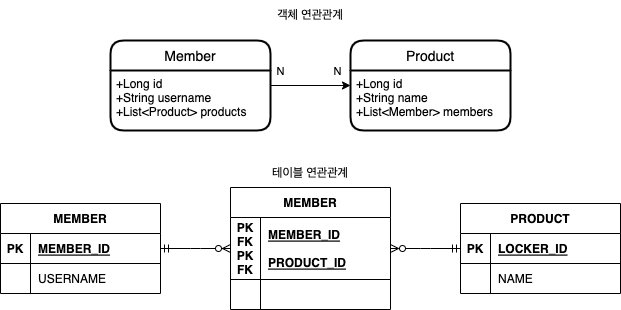 객체 연관관계
Member
+Long id
+String username
+List<Product> products
N
N
Product
+Long id
+String name
+List<Member> members
테이블 연관관계
MEMBER
PK MEMBER_ID
USERNAME
MEMBER
PK
FK
MEMBER_ID
PK
FK
PRODUCT_ID
PRODUCT
PK LOCKER_ID
NAME